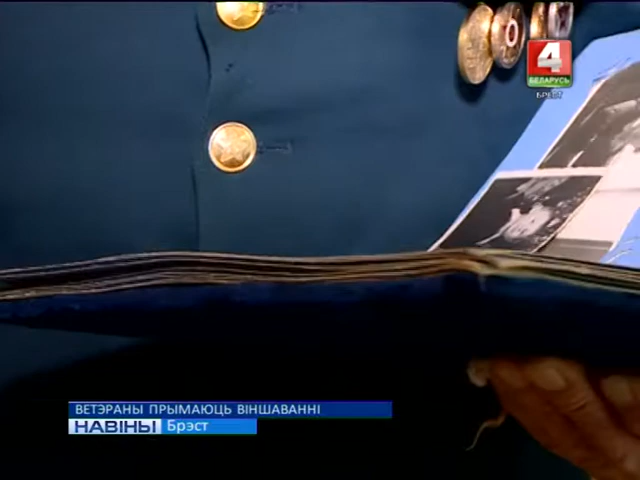 4
БЕЛАРУСЬ
БРЭСТ
ВЕТЭРАНЫ ПРЫМАЮЦЬ ВІНШАВАННІ
НАВІНЫ Брэст